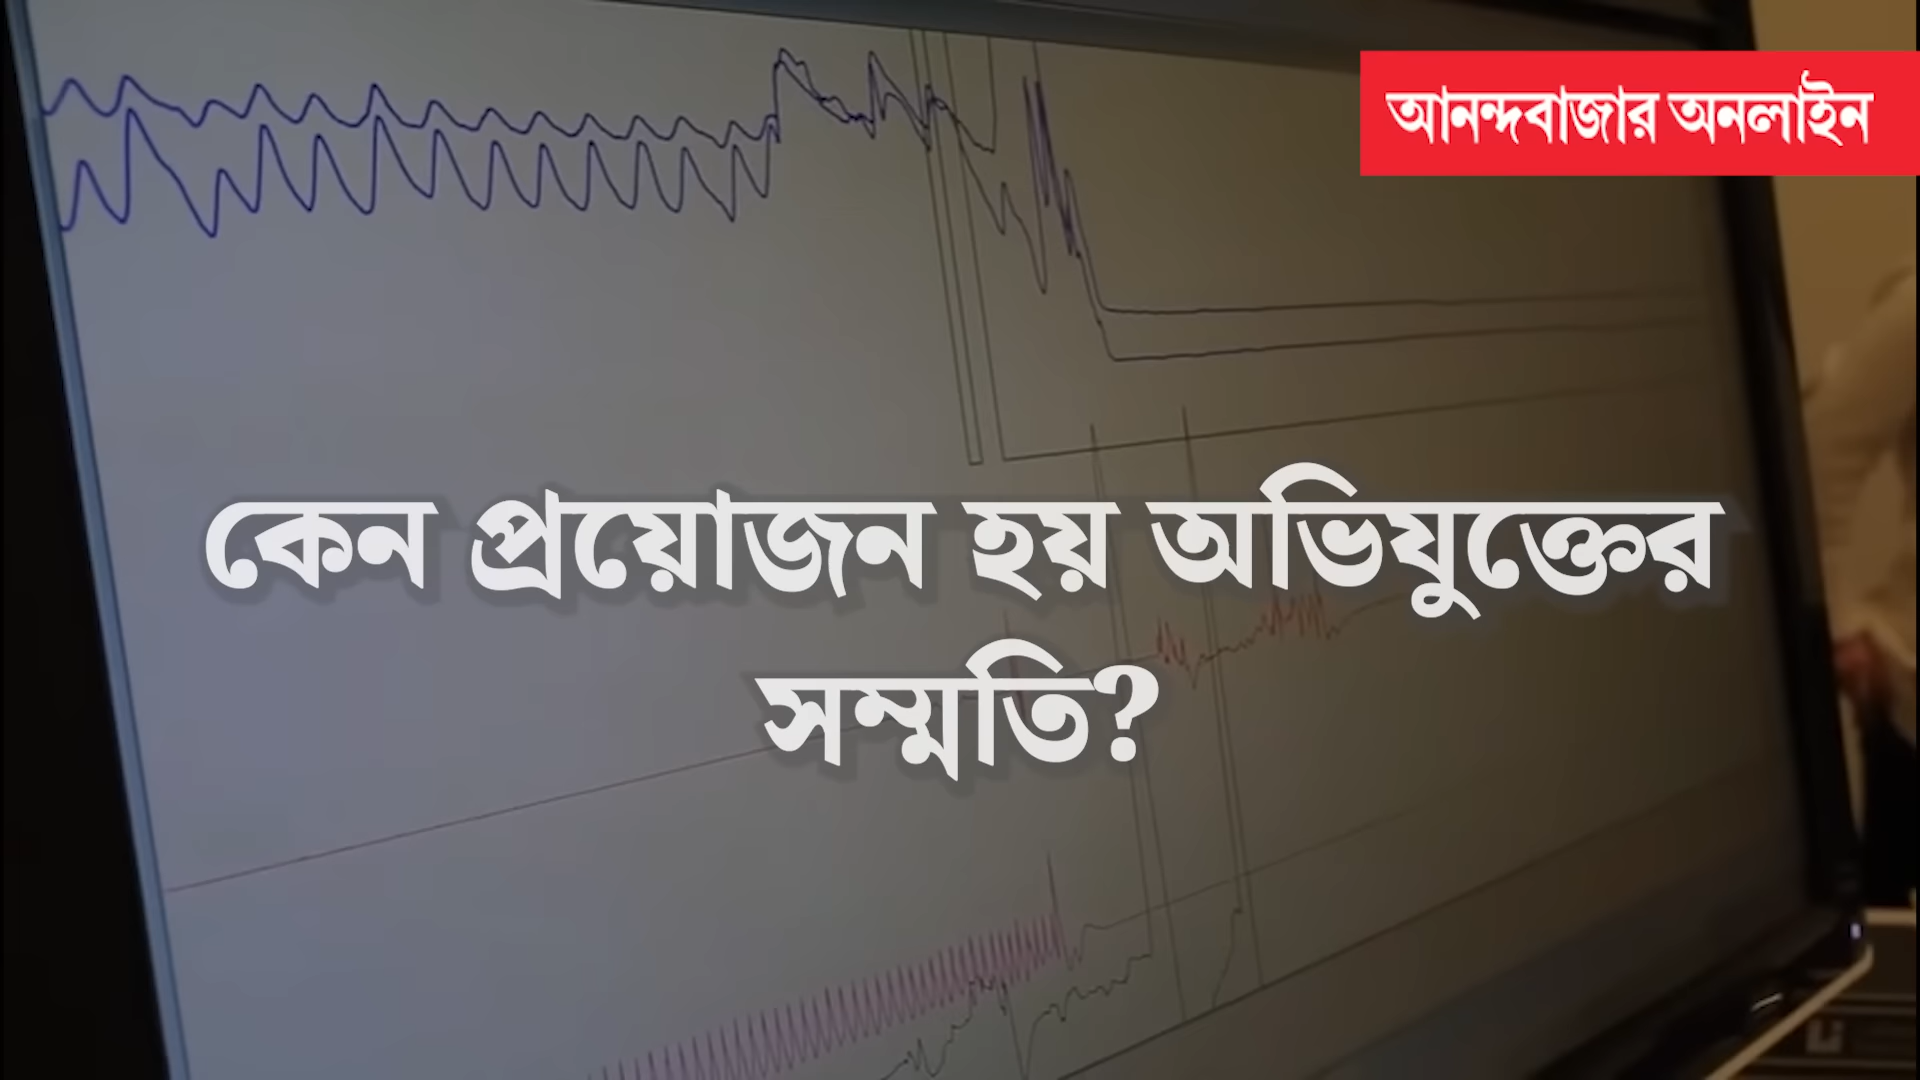 আনন্দবাজার অনলাইন
কেন প্রয়োজন হয় অভিযুক্তের
সম্মতি?